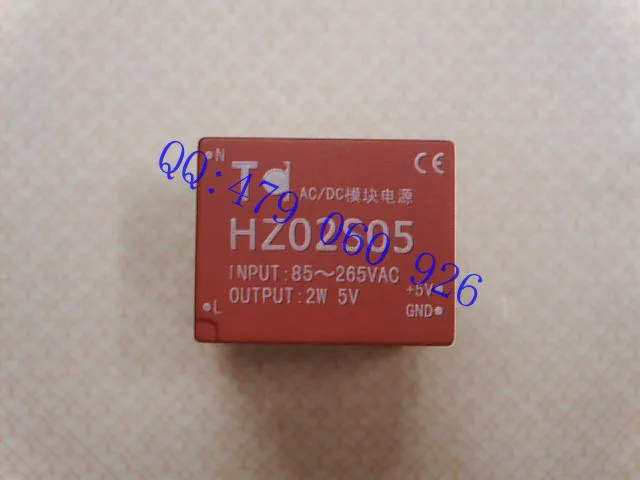 N
Td
CE
AC/DC模块电源
HZ02S05
INPUT:85～265VAC
OUTPUT:2W 5V
+5V
L
GND
QQ:479 060 926